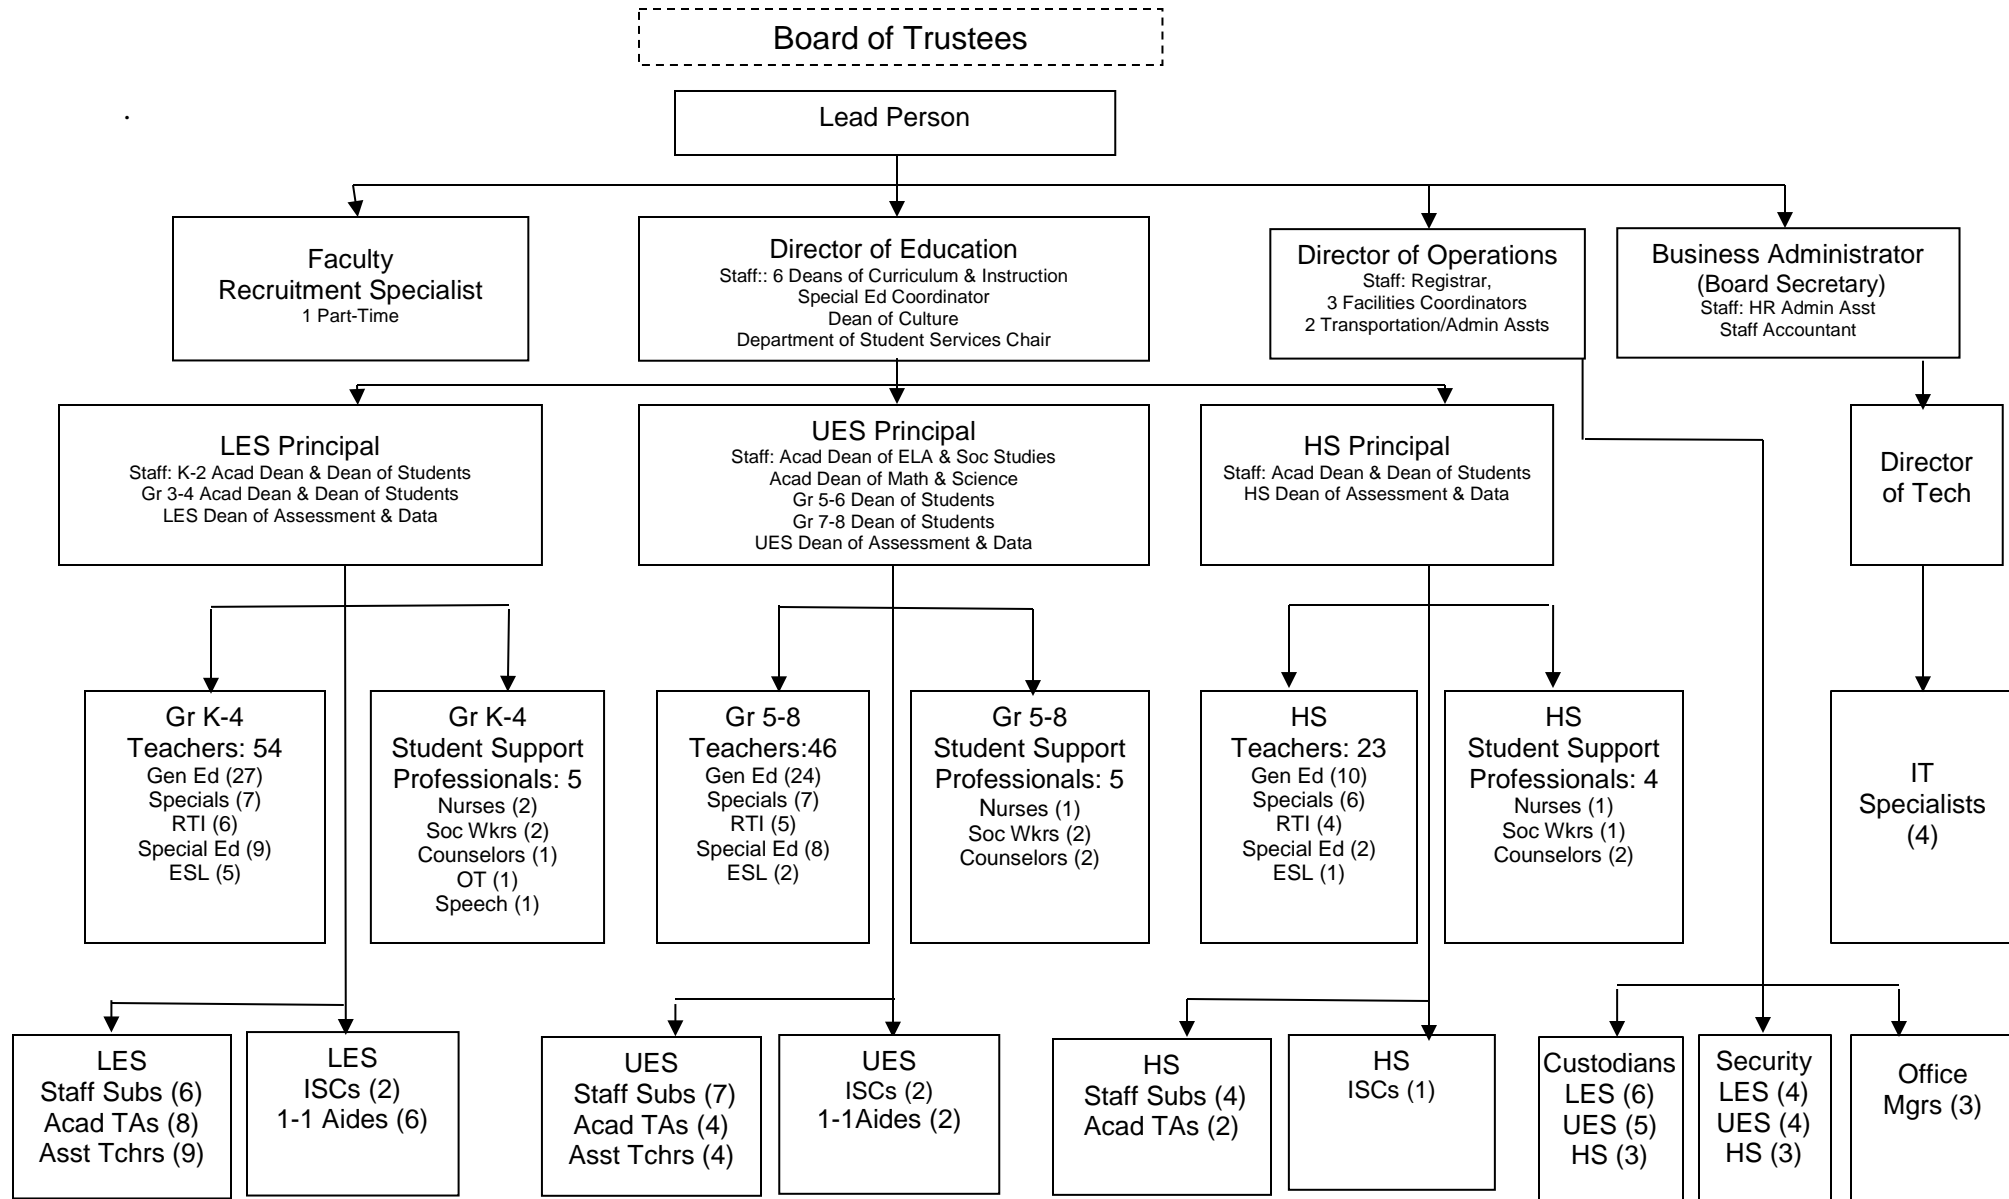 Board of Trustees
.
Lead Person
Faculty
Recruitment Specialist
1 Part-Time
Director of Education
Staff:: 6 Deans of Curriculum & Instruction
Special Ed Coordinator
Dean of Culture
Department of Student Services Chair
Director of Operations
Staff: Registrar,
3 Facilities Coordinators
2 Transportation/Admin Assts
Business Administrator
(Board Secretary)
Staff: HR Admin Asst
Staff Accountant
LES Principal
Staff: K-2 Acad Dean & Dean of Students
Gr 3-4 Acad Dean & Dean of Students
LES Dean of Assessment & Data
UES Principal
Staff: Acad Dean of ELA & Soc Studies
Acad Dean of Math & Science
Gr 5-6 Dean of Students
Gr 7-8 Dean of Students
UES Dean of Assessment & Data
HS Principal
Staff: Acad Dean & Dean of Students
HS Dean of Assessment & Data
Director
of Tech
Gr K-4
Teachers: 54
Gen Ed (27)
Specials (7)
RTI (6)
Special Ed (9)
ESL (5)
Gr K-4
Student Support
Professionals: 5
Nurses (2)
Soc Wkrs (2)
Counselors (1)
OT (1)
Speech (1)
Gr 5-8
Teachers:46
Gen Ed (24)
Specials (7)
RTI (5)
Special Ed (8)
ESL (2)
Gr 5-8
Student Support
Professionals: 5
Nurses (1)
Soc Wkrs (2)
Counselors (2)
HS
Teachers: 23
Gen Ed (10)
Specials (6)
RTI (4)
Special Ed (2)
ESL (1)
HS
Student Support
Professionals: 4
Nurses (1)
Soc Wkrs (1)
Counselors (2)
IT
Specialists
(4)
LES
Staff Subs (6)
Acad TAs (8)
Asst Tchrs (9)
LES
ISCs (2)
1-1 Aides (6)
UES
Staff Subs (7)
Acad TAs (4)
Asst Tchrs (4)
UES
ISCs (2)
1-1Aides (2)
HS
Staff Subs (4)
Acad TAs (2)
HS
ISCs (1)
Custodians
LES (6)
UES (5)
HS (3)
Security
LES (4)
UES (4)
HS (3)
Office
Mgrs (3)